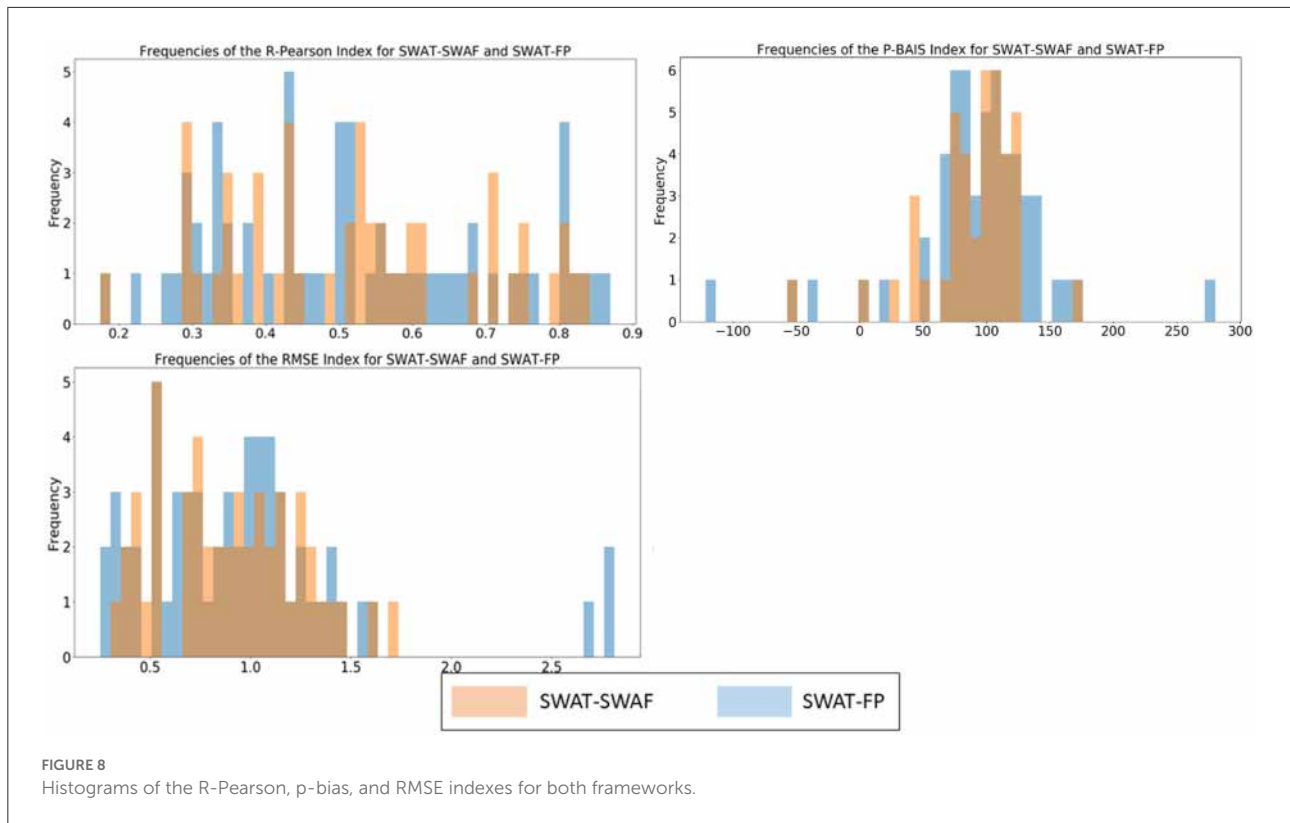 Frequencies of the R-Pearson Index for SWAT-SWAF and SWAT-FP
Frequency
5
4
3
2
1
0
0.2 0.3 0.4 0.5 0.6 0.7 0.8 0.9
Frequencies of the P-BAIS Index for SWAT-SWAF and SWAT-FP
Frequency
6
5
4
3
2
1
0
−100 −50 0 50 100 150 200 250 300
Frequencies of the RMSE Index for SWAT-SWAF and SWAT-FP
Frequency
5
4
3
2
1
0
0.5 1.0 1.5 2.0 2.5
SWAT-SWAF SWAT-FP
FIGURE 8
Histograms of the R-Pearson, p-bias, and RMSE indexes for both frameworks.